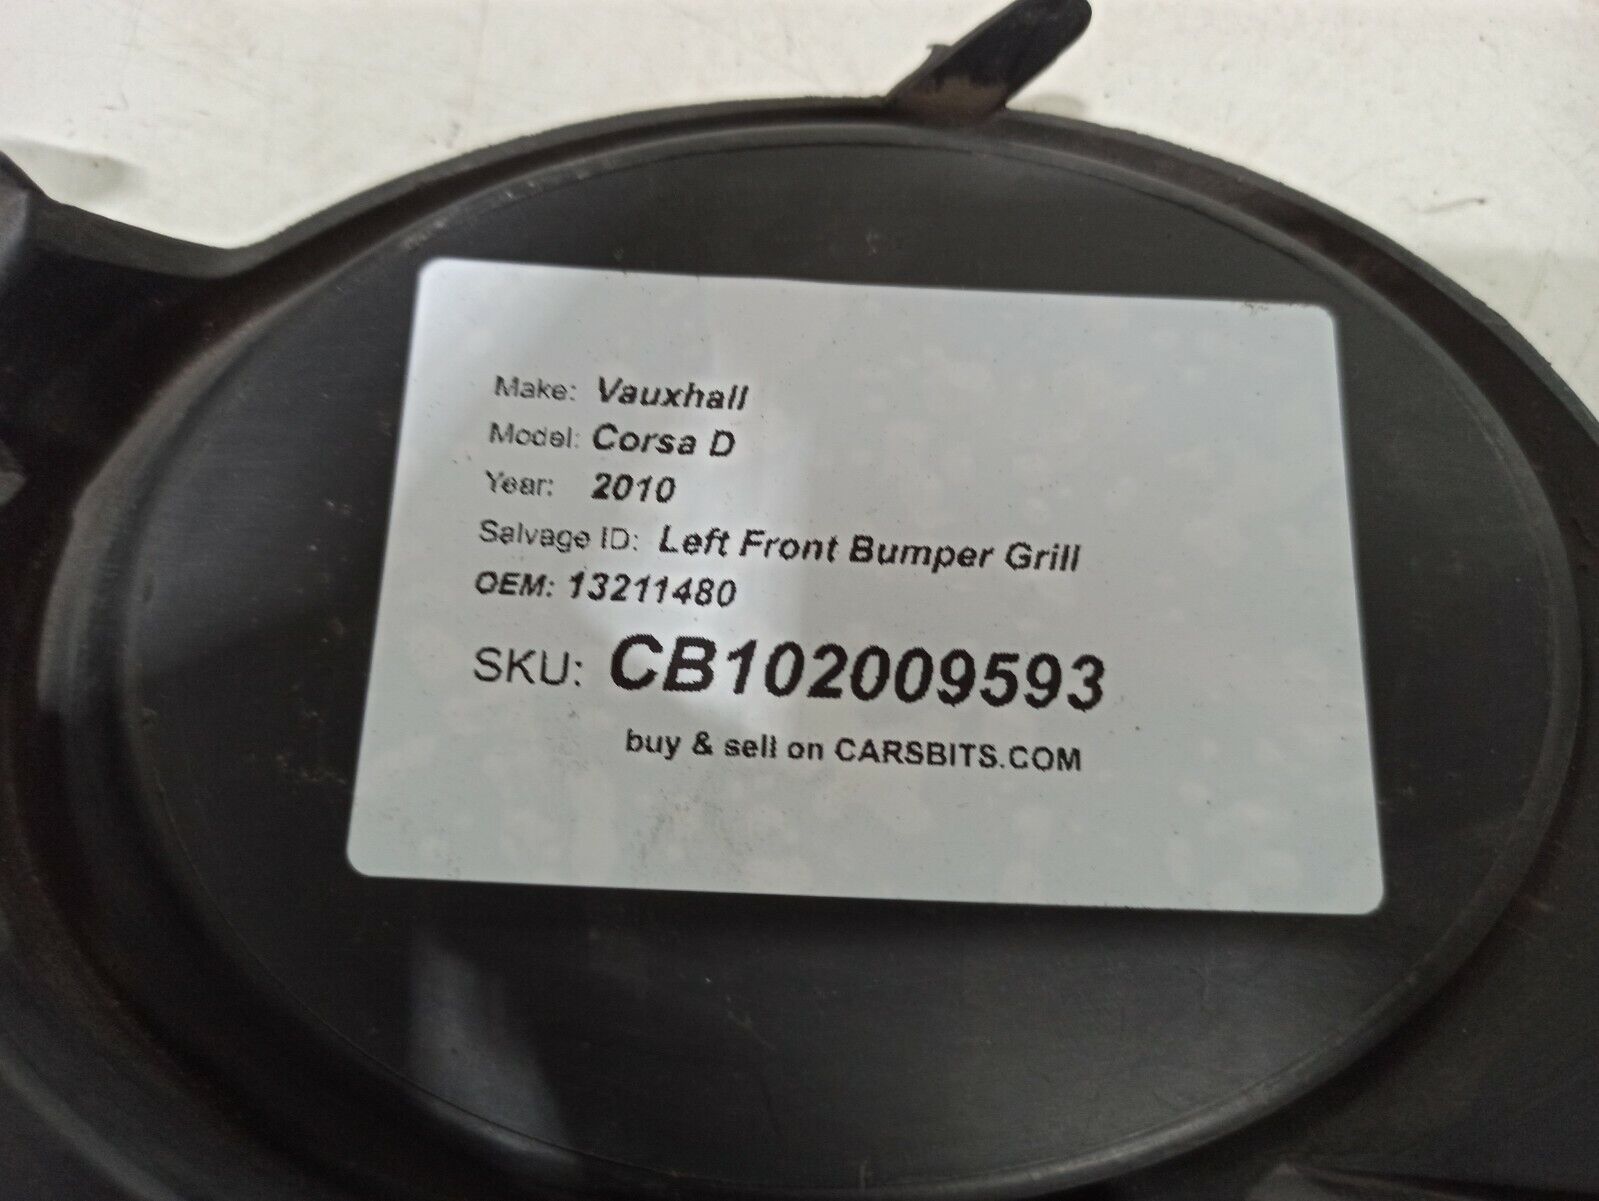 Make: Vauxhall
Model: Corsa D
Year: 2010
Salvage ID: Left Front Bumper Grill
OEM: 13211480
SKU: CB102009593
buy & sell on CARSBITS.COM